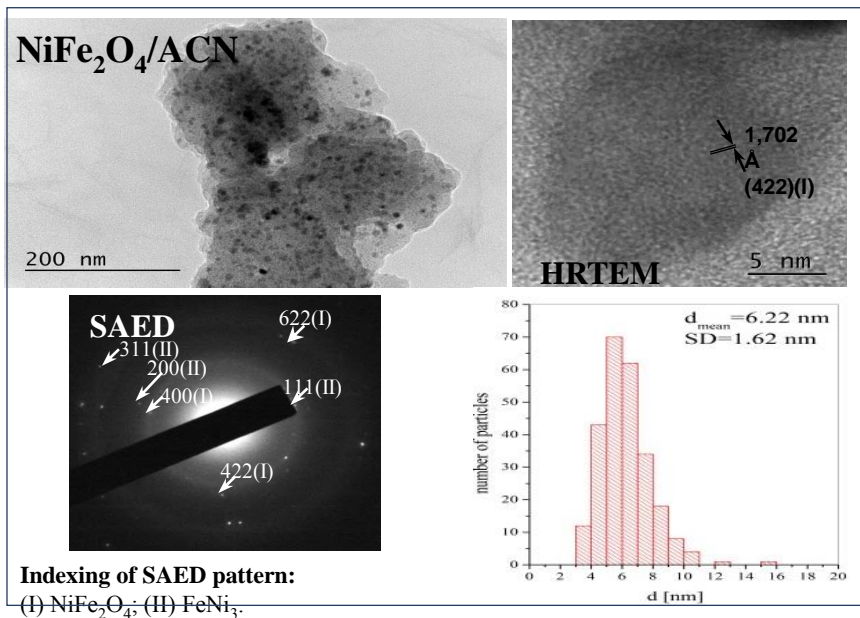 NiFe₂O₄/ACN
200 nm
1,702
Å
(422)(I)
HRTEM
5 nm
SAED
622(I)
311(II)
200(II)
400(I)
111(II)
422(I)
d mean=6.22 nm
SD=1.62 nm
number of particles
80
70
60
50
40
30
20
10
0
0 2 4 6 8 10 12 14 16 18 20
d [nm]
Indexing of SAED pattern:
(I) NiFe₂O₄; (II) FeNi₃.